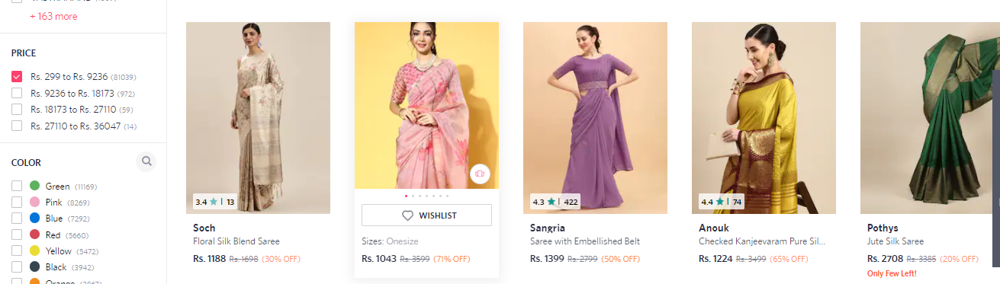 + 163 more
PRICE
Rs. 299 to Rs. 9236 (81039)
Rs. 9236 to Rs. 18173 (972)
Rs. 18173 to Rs. 27110 (59)
Rs. 27110 to Rs. 36047 (14)
COLOR
Green (11169)
Pink (8269)
Blue (7292)
Red (5660)
Yellow (5472)
Black (3942)
Orange
3.4 ★ | 13
Soch
Floral Silk Blend Saree
Rs. 1188 Rs. 1698 (30% OFF)
WISHLIST
Sizes: Onesize
Rs. 1043 Rs. 3599 (71% OFF)
4.3 ★ | 422
Sangria
Saree with Embellished Belt
Rs. 1399 Rs. 2799 (50% OFF)
4.4 ★ | 74
Anouk
Checked Kanjeevaram Pure Sil...
Rs. 1224 Rs. 3499 (65% OFF)
Pothys
Jute Silk Saree
Rs. 2708 Rs. 3385 (20% OFF)
Only Few Left!